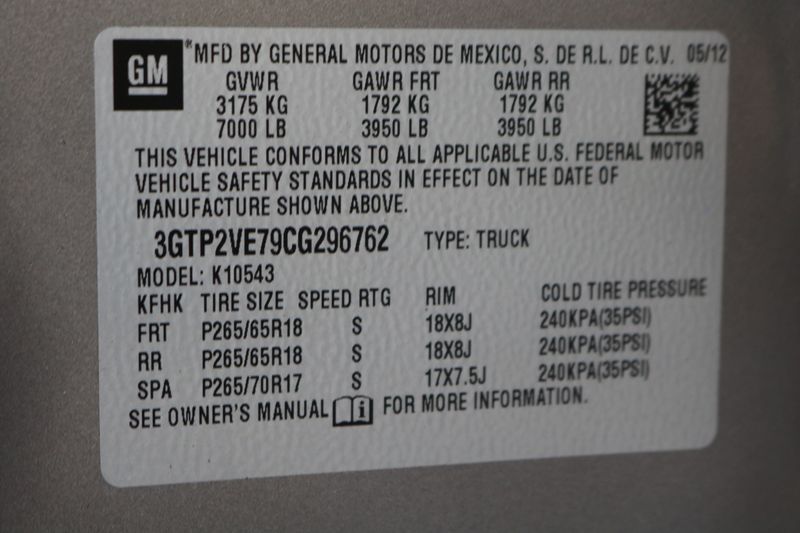 GM ®MFD BY GENERAL MOTORS DE MEXICO, S. DE R.L. DE C.V. 05/12
GVWR GAWR FRT GAWR RR
3175 KG 1792 KG 1792 KG
7000 LB 3950 LB 3950 LB
THIS VEHICLE CONFORMS TO ALL APPLICABLE U.S. FEDERAL MOTOR
VEHICLE SAFETY STANDARDS IN EFFECT ON THE DATE OF
MANUFACTURE SHOWN ABOVE.
3GTP2VE79CG296762 TYPE: TRUCK
MODEL: K10543
KFHK TIRE SIZE SPEED RTG RIM COLD TIRE PRESSURE
FRT P265/65R18 S 18X8J 240KPA(35PSI)
RR P265/65R18 S 18X8J 240KPA(35PSI)
SPA P265/70R17 S 17X7.5J 240KPA(35PSI)
SEE OWNER'S MANUAL i FOR MORE INFORMATION.